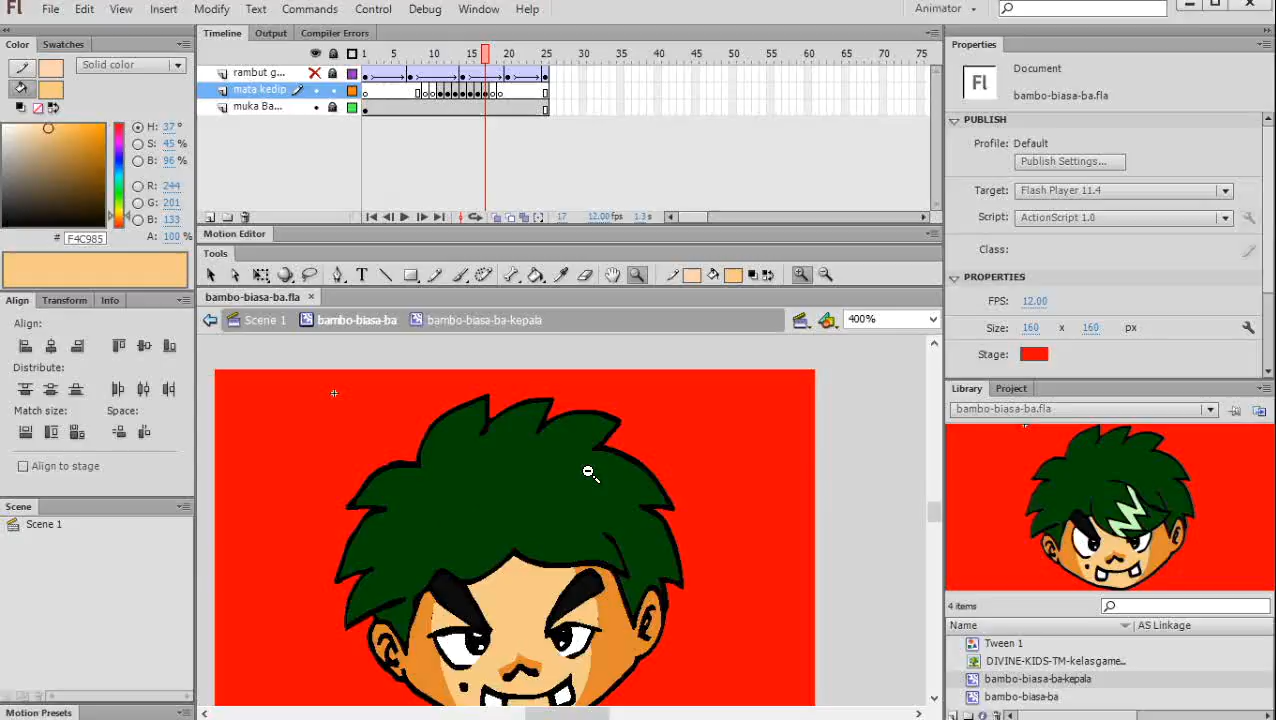 Fl File Edit View Insert Modify Text Commands Control Debug Window Help Animator
Color Swatches
Solid color
H: 37 °
S: 45 %
B: 96 %
R: 244
G: 201
B: 133
# F4C985 A: 100 %
Align Transform Info
Align:
Distribute:
Match size: Space:
Align to stage
Scene
Scene 1
Motion Presets
Timeline Output Compiler Errors
1 5 10 15 20 25 30 35 40 45 50 55 60 65 70 75
rambut g...
mata kedip
muka Ba...
17 12.00 fps 1.3 s
Motion Editor
Tools
bambo-biasa-ba.fla ×
Scene 1 bambo-biasa-ba bambo-biasa-ba-kepala 400%
Properties
Fl Document
bambo-biasa-ba.fla
PUBLISH
Profile: Default
Publish Settings...
Target: Flash Player 11.4
Script: ActionScript 1.0
Class:
PROPERTIES
FPS: 12.00
Size: 160 x 160 px
Stage:
Library Project
bambo-biasa-ba.fla
4 items
Name AS Linkage
Tween 1
DIVINE-KIDS-TM-kelasgame...
bambo-biasa-ba-kepala
bambo-biasa-ba